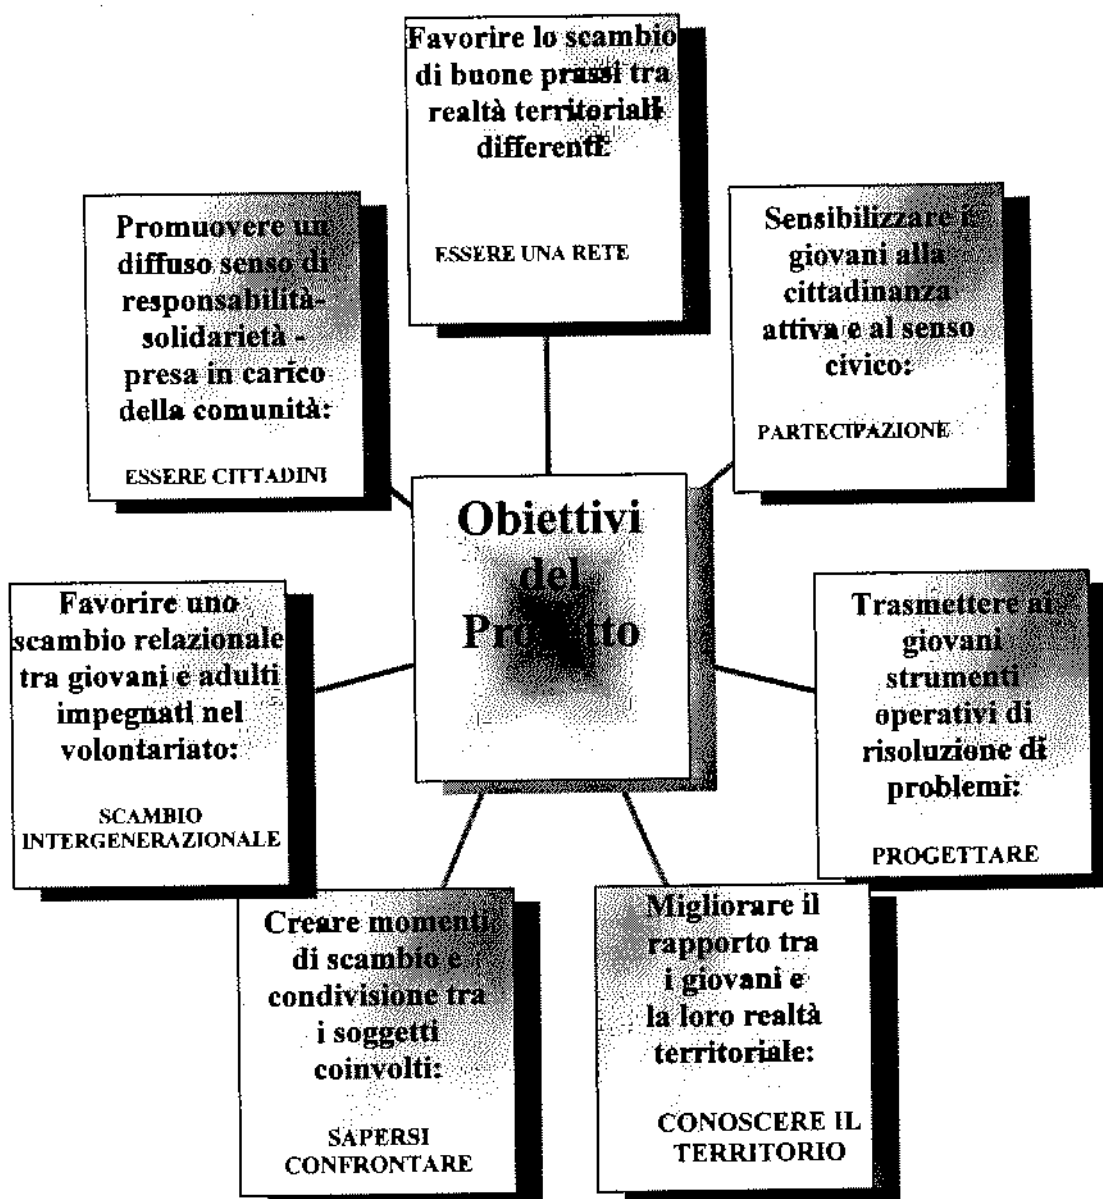 Favorire lo scambio
di buone prassi tra
realtà territoriali
differenti:
ESSERE UNA RETE
Sensibilizzare i
giovani alla
cittadinanza
attiva e al senso
civico:
PARTECIPAZIONE
Trasmettere ai
giovani
strumenti
operativi di
risoluzione di
problemi:
PROGETTARE
Migliorare il
rapporto tra
i giovani e
la loro realtà
territoriale:
CONOSCERE IL
TERRITORIO
Creare momenti
di scambio e
condivisione tra
i soggetti
coinvolti:
SAPERSI
CONFRONTARE
Favorire uno
scambio relazionale
tra giovani e adulti
impegnati nel
volontariato:
SCAMBIO
INTERGENERAZIONALE
Promuovere un
diffuso senso di
responsabilità-
solidarietà -
presa in carico
della comunità:
ESSERE CITTADINI
Obiettivi
del
Progetto